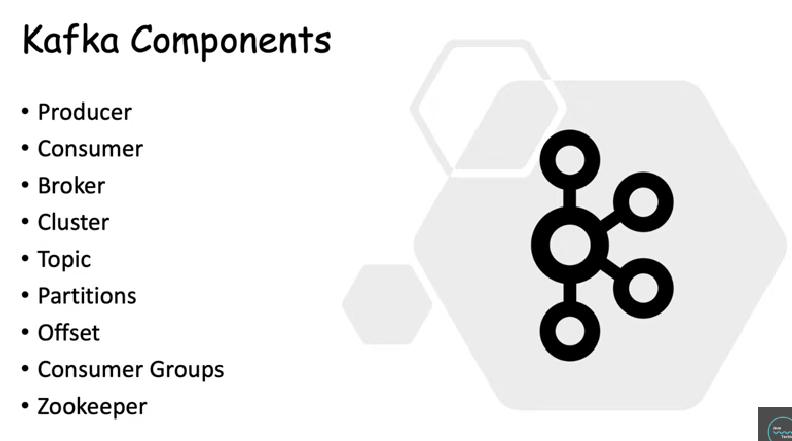 Kafka Components
• Producer
• Consumer
• Broker
• Cluster
• Topic
• Partitions
• Offset
• Consumer Groups
• Zookeeper